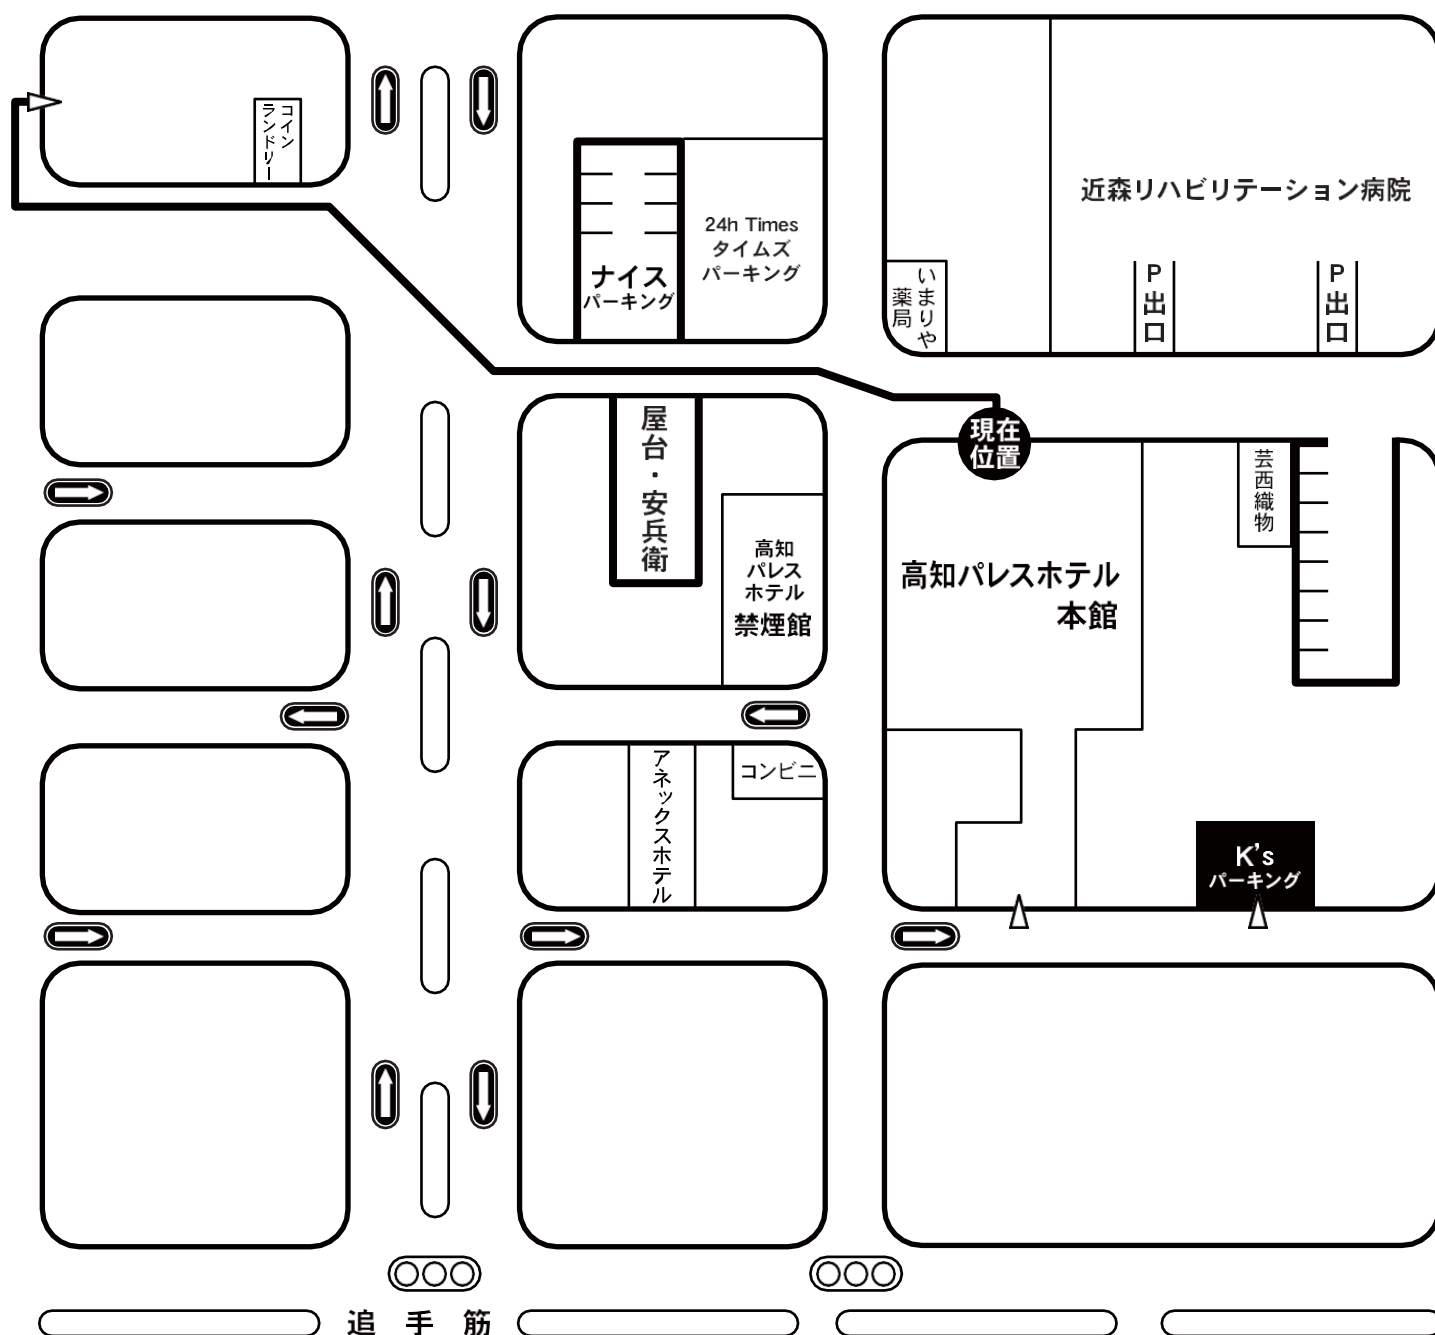 コイン
ランドリー
24h Times
タイムズ
パーキング
ナイス
パーキング
近森リハビリテーション病院
いまりや
薬局
P
出口
P
出口
屋台・安兵衛
現在
位置
芸西織物
高知
パレス
ホテル
禁煙館
高知パレスホテル
本館
アネックスホテル
コンビニ
K's
パーキング
追手筋